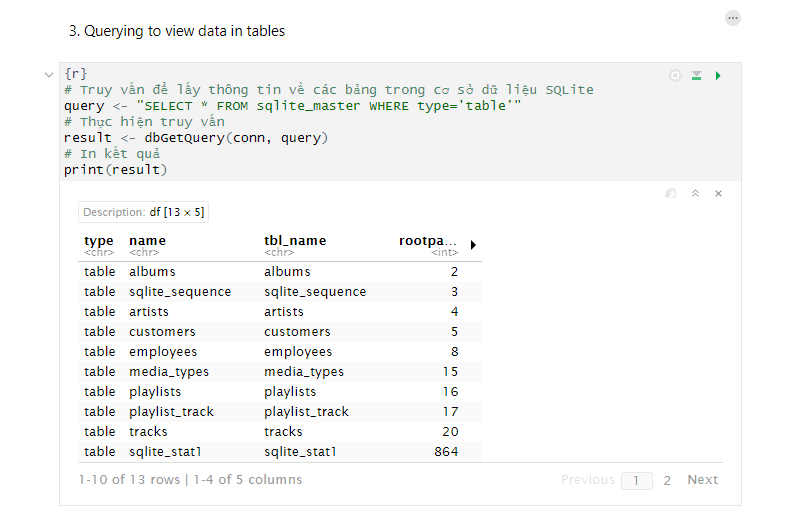 3. Querying to view data in tables
{r}
# Truy vấn để lấy thông tin về các bảng trong cơ sở dữ liệu SQLite
query <- "SELECT * FROM sqlite_master WHERE type='table'"
# Thực hiện truy vấn
result <- dbGetQuery(conn, query)
# In kết quả
print(result)
Description: df [13 × 5]
type name tbl_name rootpa...
<chr> <chr> <chr> <int>
table albums albums 2
table sqlite_sequence sqlite_sequence 3
table artists artists 4
table customers customers 5
table employees employees 8
table media_types media_types 15
table playlists playlists 16
table playlist_track playlist_track 17
table tracks tracks 20
table sqlite_stat1 sqlite_stat1 864
1-10 of 13 rows | 1-4 of 5 columns Previous 1 2 Next